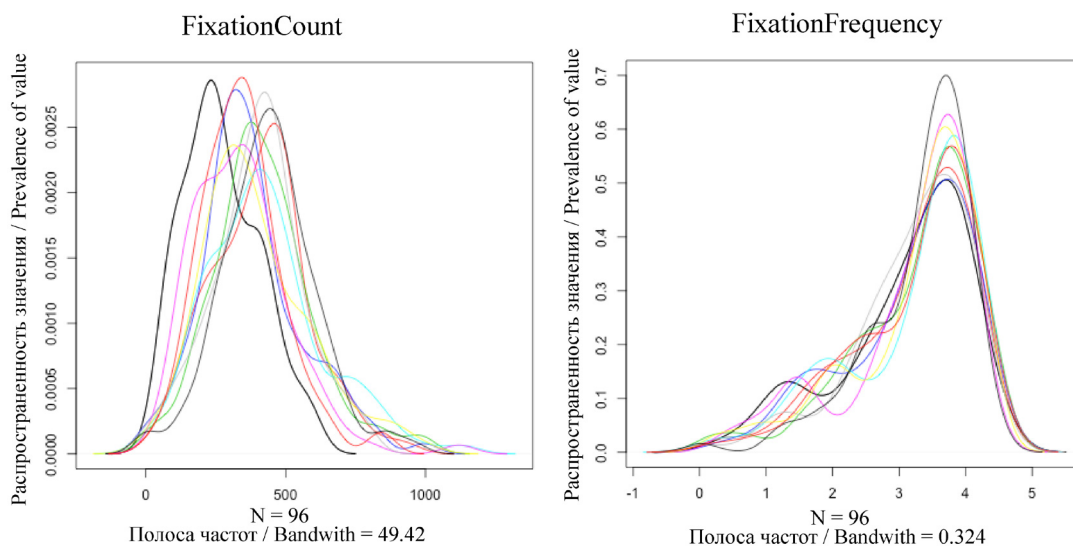 FixationCount
Распространенность значения / Prevalence of value
0.0025
0.0020
0.0015
0.0010
0.0005
0.0000
0 500 1000
N = 96
Полоса частот / Bandwith = 49.42
FixationFrequency
Распространенность значения / Prevalence of value
0.7
0.6
0.5
0.4
0.3
0.2
0.1
0.0
-1 0 1 2 3 4 5
N = 96
Полоса частот / Bandwith = 0.324